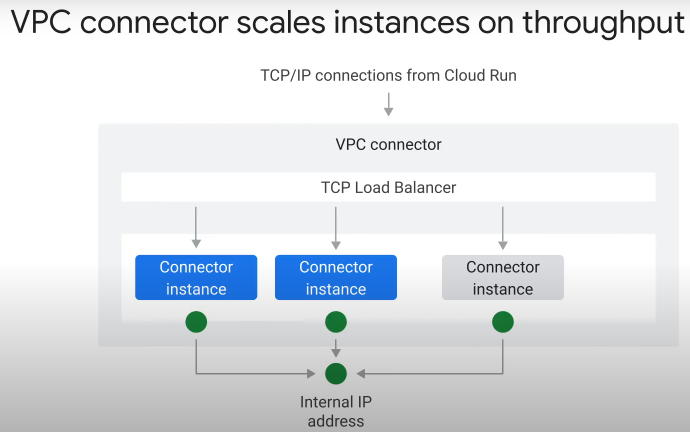 VPC connector scales instances on throughput
TCP/IP connections from Cloud Run
VPC connector
TCP Load Balancer
Connector
instance
Connector
instance
Connector
instance
Internal IP
address